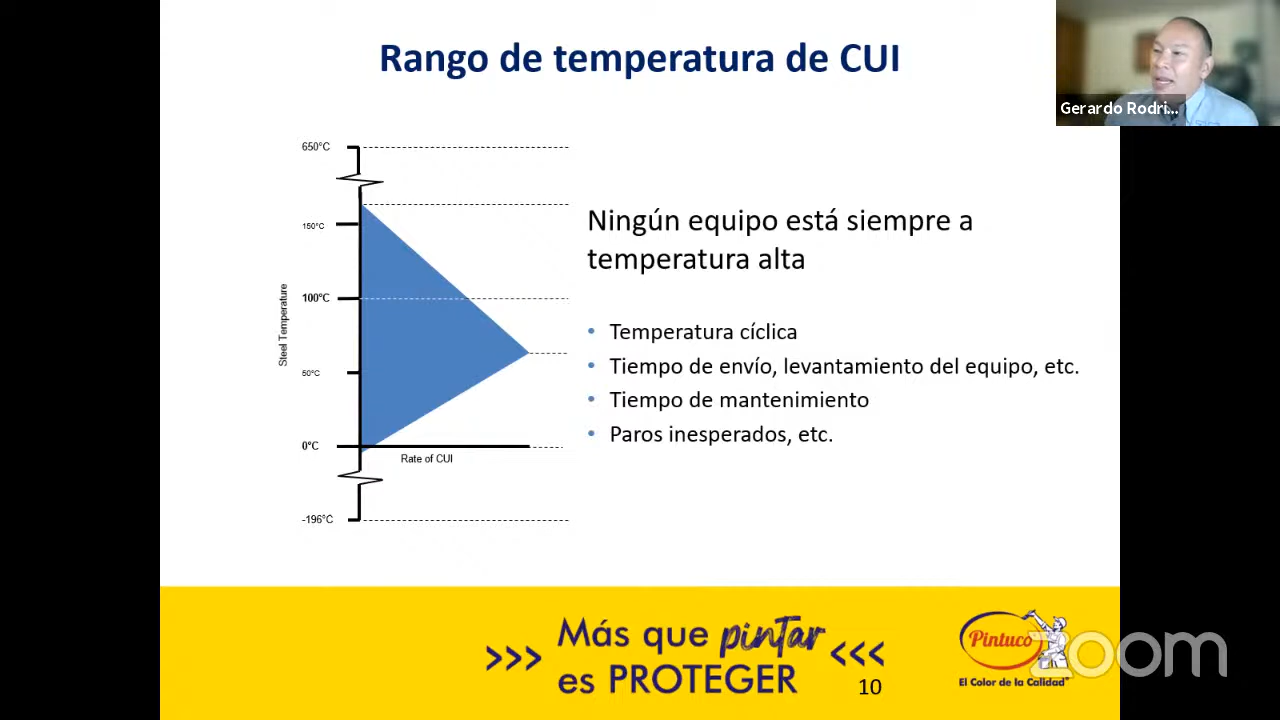 Rango de temperatura de CUI
Gerardo Rodri...
650°C
150°C
100°C
50°C
0°C
-196°C
Steel Temperature
Rate of CUI
Ningún equipo está siempre a
temperatura alta
• Temperatura cíclica
• Tiempo de envío, levantamiento del equipo, etc.
• Tiempo de mantenimiento
• Paros inesperados, etc.
>>> Más que pintar <<<
es PROTEGER
10
Pintuco
El Color de la Calidad®
zoom